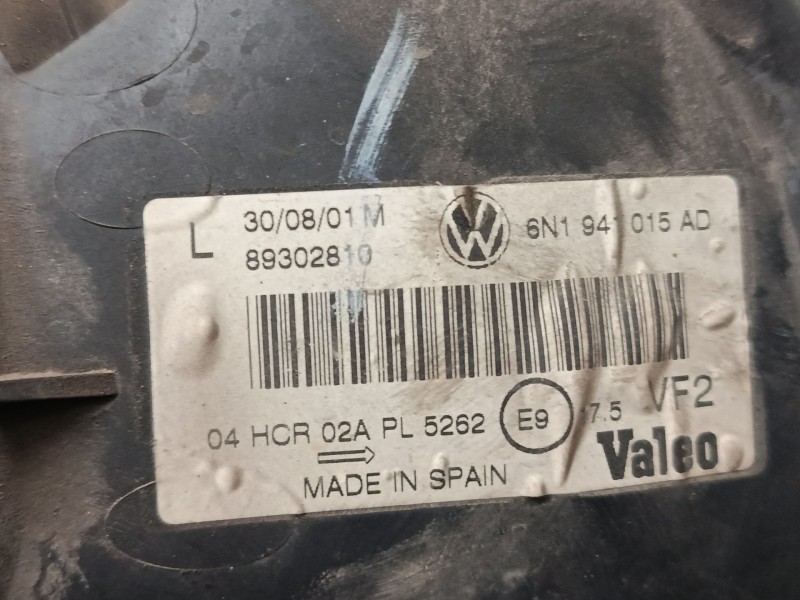 L 30/08/01 M 6N1 941 015 AD
89302810
04 HCR 02A PL 5262 E9 17.5 VF2
MADE IN SPAIN Valeo